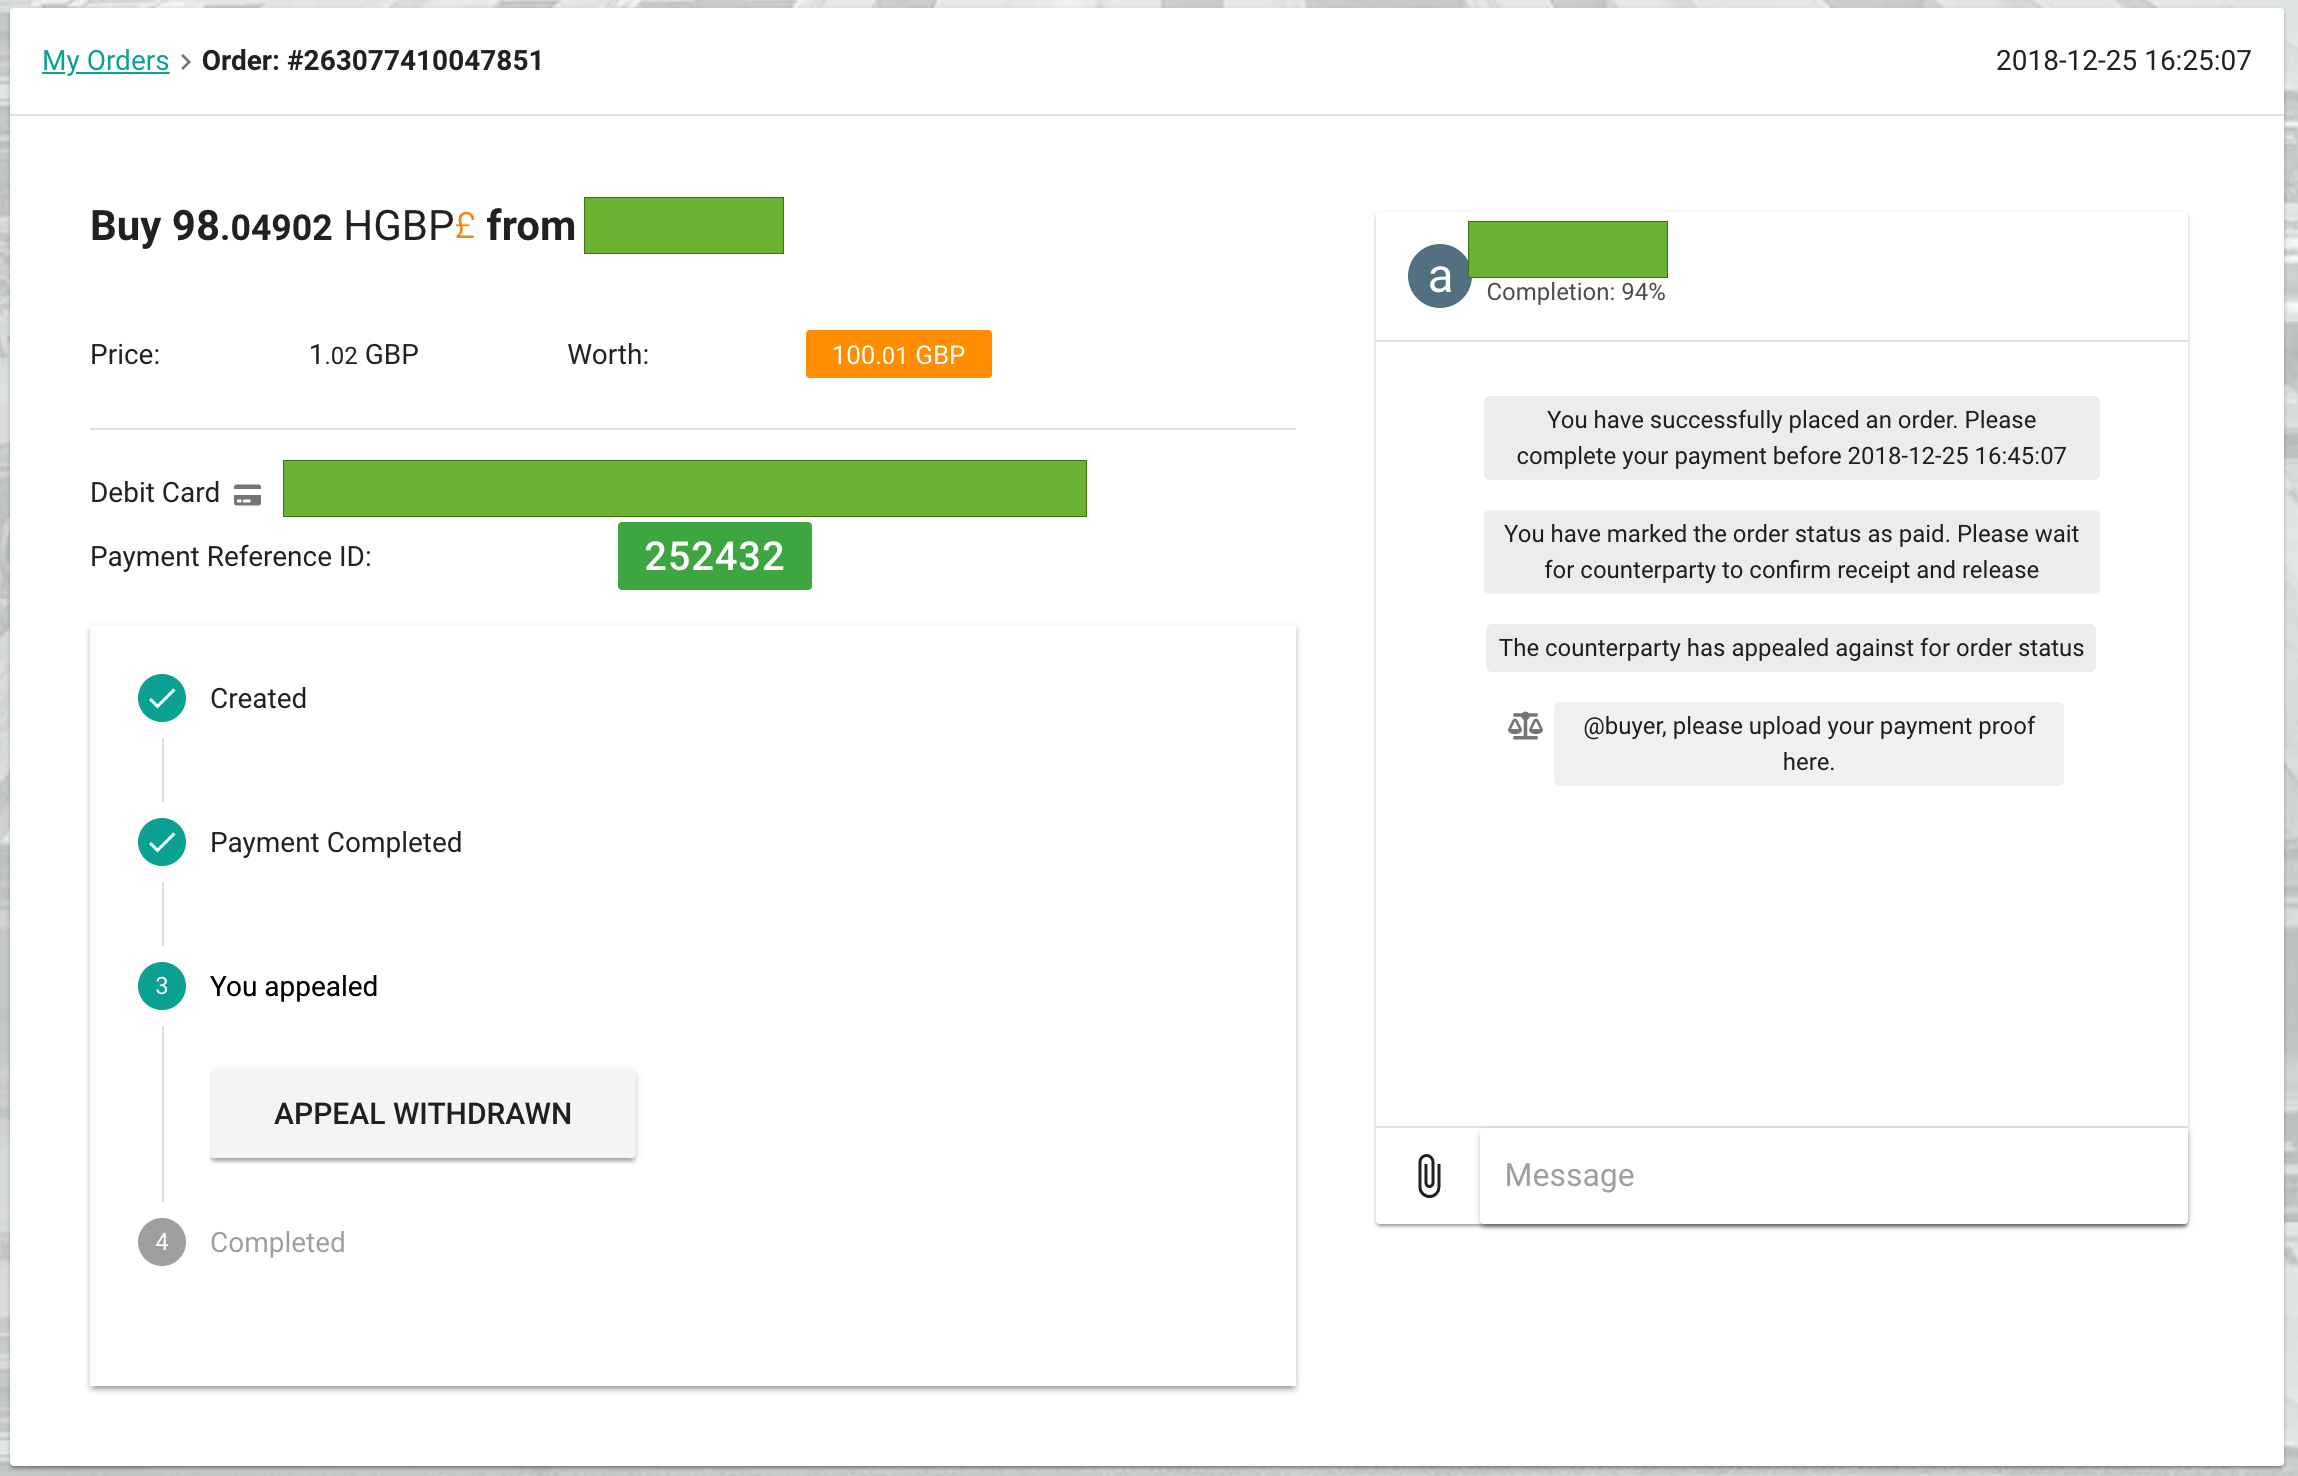 My Orders > Order: #263077410047851
2018-12-25 16:25:07
Buy 98.04902 HGBP£ from
Price: 1.02 GBP Worth: 100.01 GBP
Debit Card
Payment Reference ID: 252432
Created
Payment Completed
3 You appealed
APPEAL WITHDRAWN
4 Completed
a
Completion: 94%
You have successfully placed an order. Please
complete your payment before 2018-12-25 16:45:07
You have marked the order status as paid. Please wait
for counterparty to confirm receipt and release
The counterparty has appealed against for order status
@buyer, please upload your payment proof
here.
Message